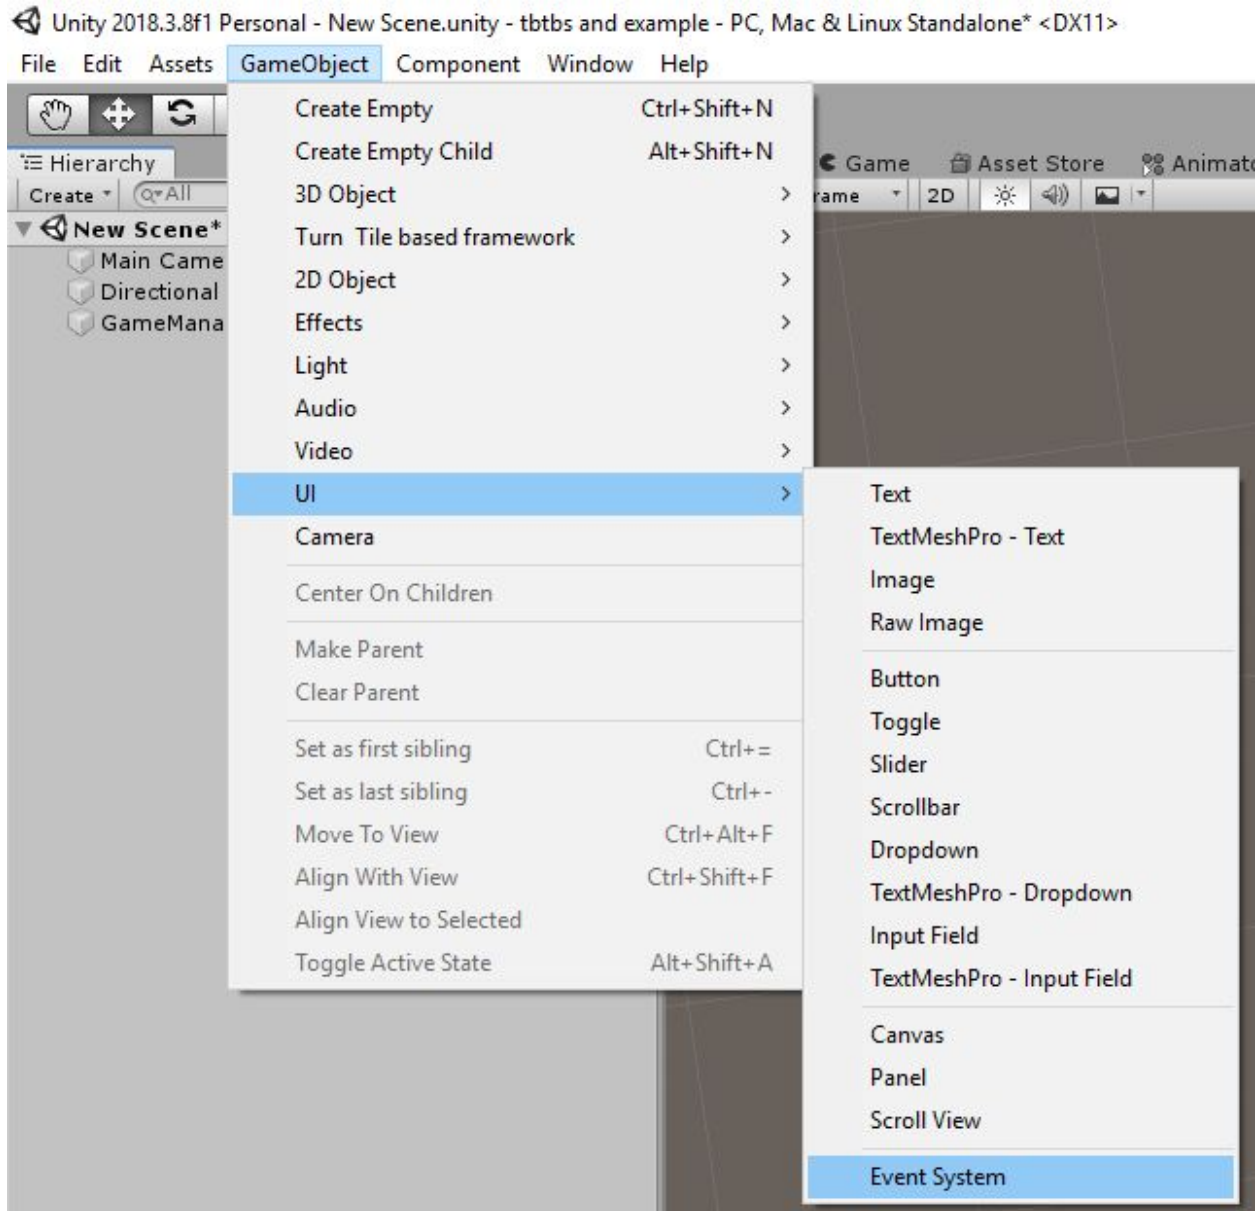 Unity 2018.3.8f1 Personal - New Scene.unity - tbtbs and example - PC, Mac & Linux Standalone* <DX11>
File Edit Assets GameObject Component Window Help
Hierarchy
Create All
New Scene*
Main Came
Directional
GameMana
Create Empty Ctrl+Shift+N
Create Empty Child Alt+Shift+N
3D Object
Turn Tile based framework
2D Object
Effects
Light
Audio
Video
UI
Camera
Center On Children
Make Parent
Clear Parent
Set as first sibling Ctrl+=
Set as last sibling Ctrl+-
Move To View Ctrl+Alt+F
Align With View Ctrl+Shift+F
Align View to Selected
Toggle Active State Alt+Shift+A
Game Asset Store Animato
rame 2D
Text
TextMeshPro - Text
Image
Raw Image
Button
Toggle
Slider
Scrollbar
Dropdown
TextMeshPro - Dropdown
Input Field
TextMeshPro - Input Field
Canvas
Panel
Scroll View
Event System